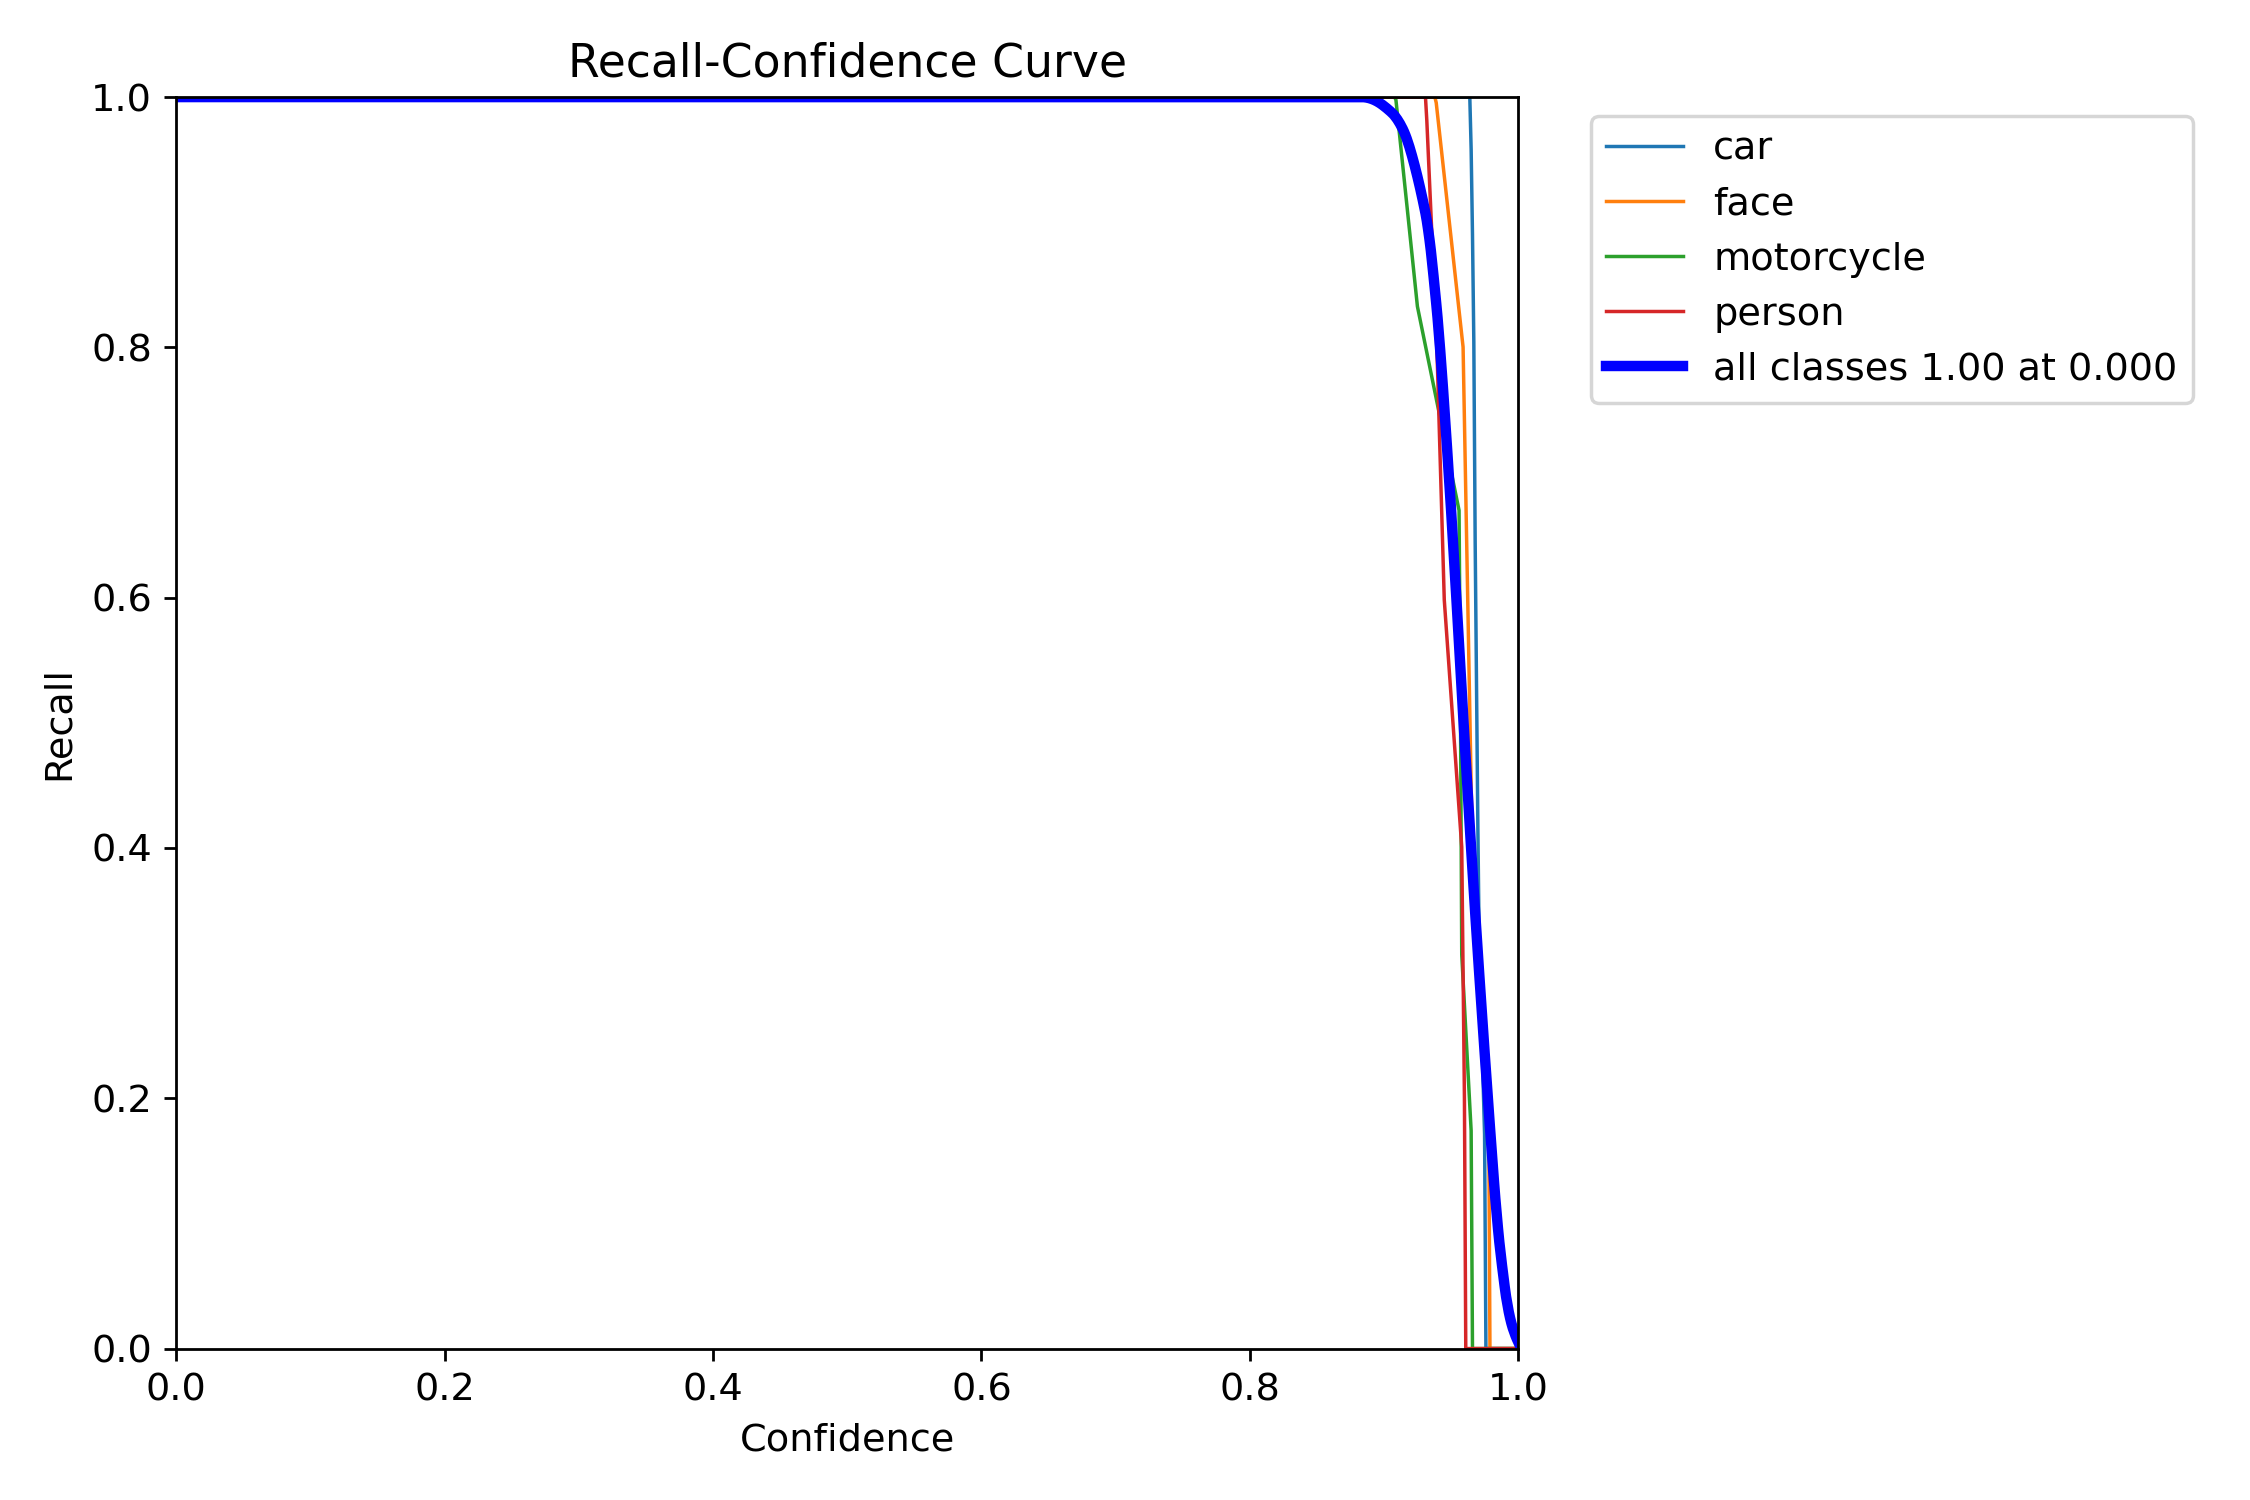 Recall-Confidence Curve
1.0
0.8
0.6
0.4
0.2
0.0
Recall
0.0 0.2 0.4 0.6 0.8 1.0
Confidence
car
face
motorcycle
person
all classes 1.00 at 0.000